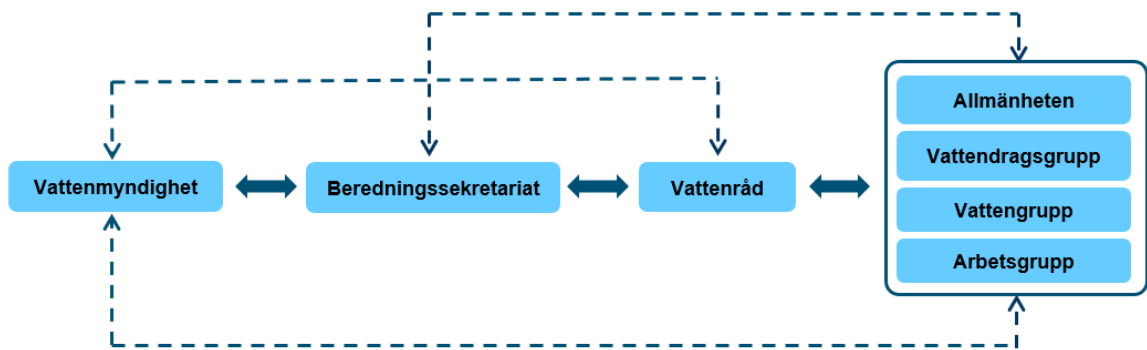 Vattenmyndighet
Beredningssekretariat
Vattenråd
Allmänheten
Vattendragsgrupp
Vattengrupp
Arbetsgrupp